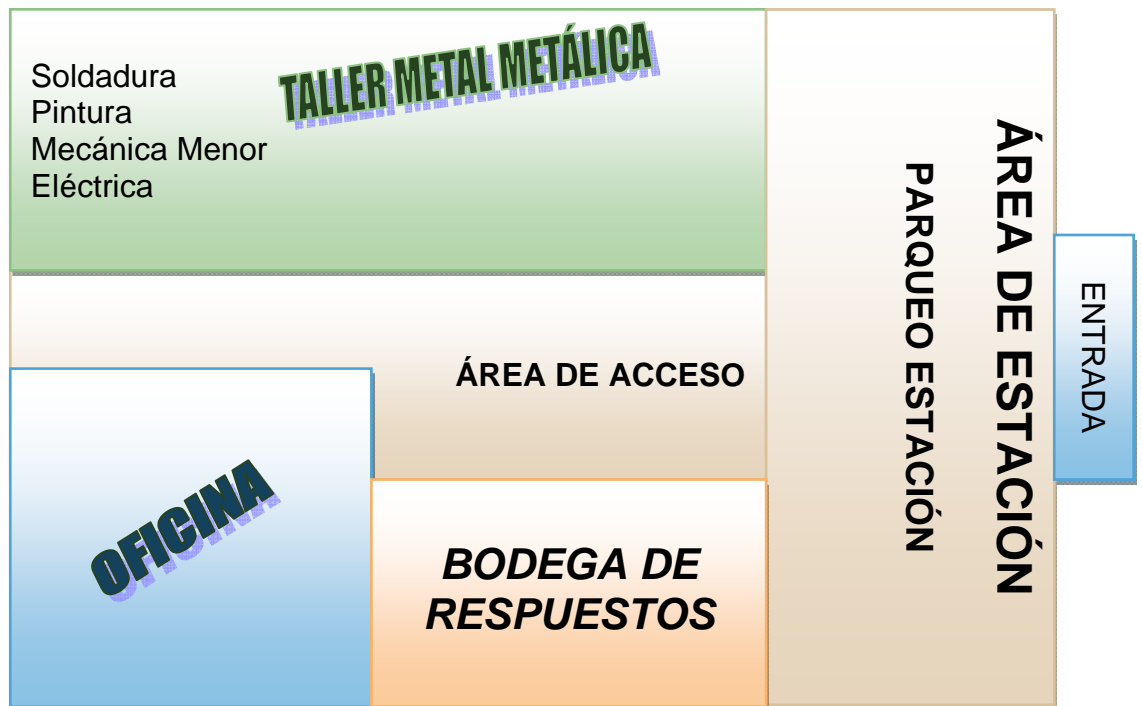 TALLER METAL METÁLICA
Soldadura
Pintura
Mecánica Menor
Eléctrica
ÁREA DE ESTACIÓN
PARQUEO ESTACIÓN
ENTRADA
ÁREA DE ACCESO
OFICINA
BODEGA DE
RESPUESTOS